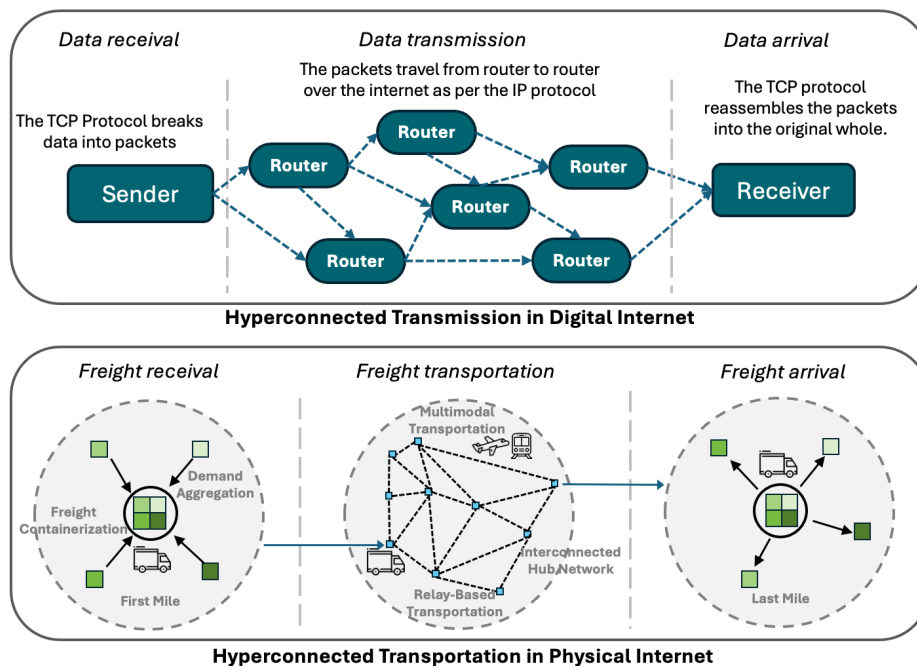 Data receival
Data transmission
Data arrival
The TCP Protocol breaks
data into packets
The packets travel from router to router
over the internet as per the IP protocol
The TCP protocol
reassembles the packets
into the original whole.
Sender
Router
Router
Router
Router
Router
Router
Receiver
Hyperconnected Transmission in Digital Internet
Freight receival
Freight transportation
Freight arrival
Demand
Aggregation
Freight
Containerization
First Mile
Multimodal
Transportation
Interconnected
Hub Network
Relay-Based
Transportation
Last Mile
Hyperconnected Transportation in Physical Internet